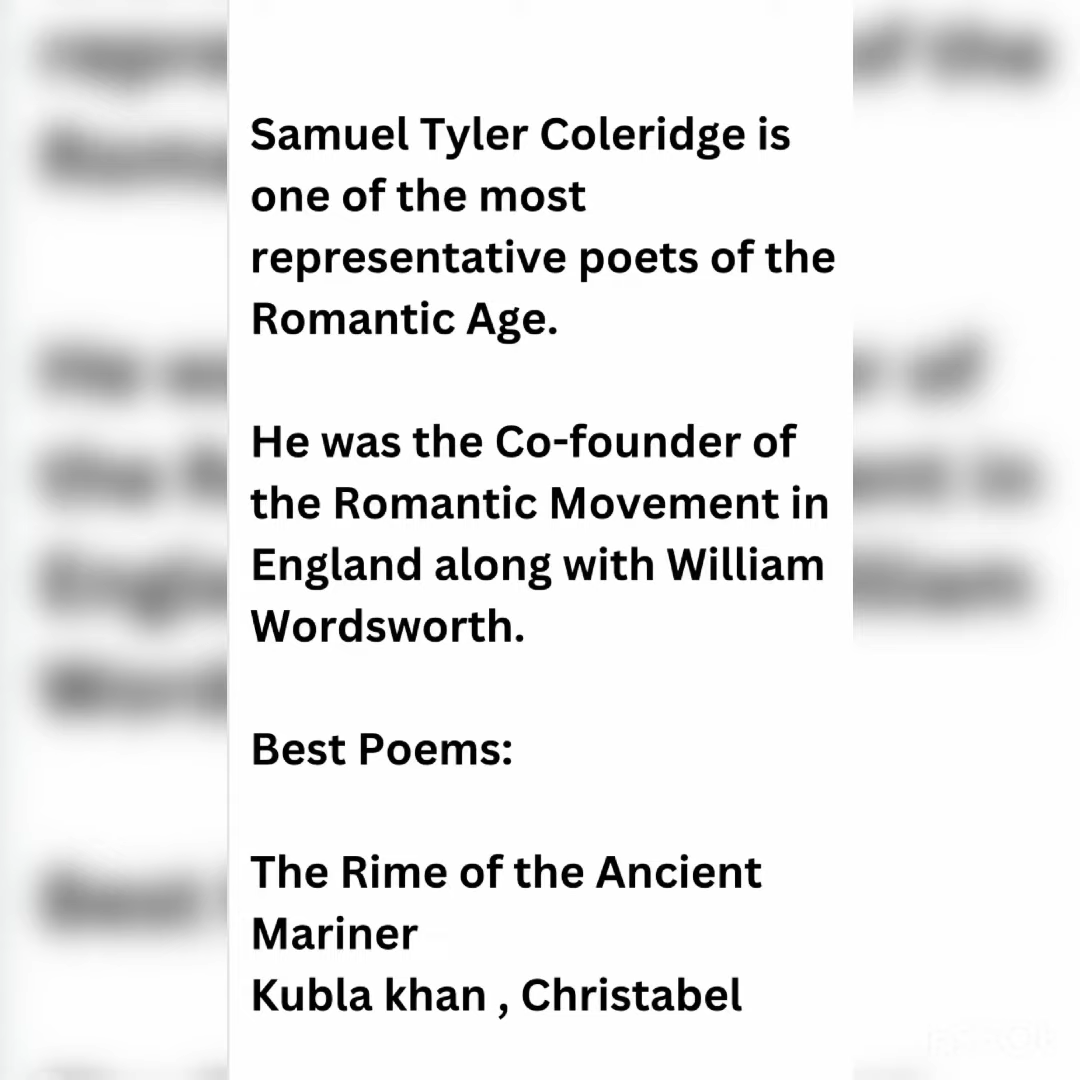 Samuel Tyler Coleridge is
one of the most
representative poets of the
Romantic Age.
He was the Co-founder of
the Romantic Movement in
England along with William
Wordsworth.
Best Poems:
The Rime of the Ancient
Mariner
Kubla khan , Christabel